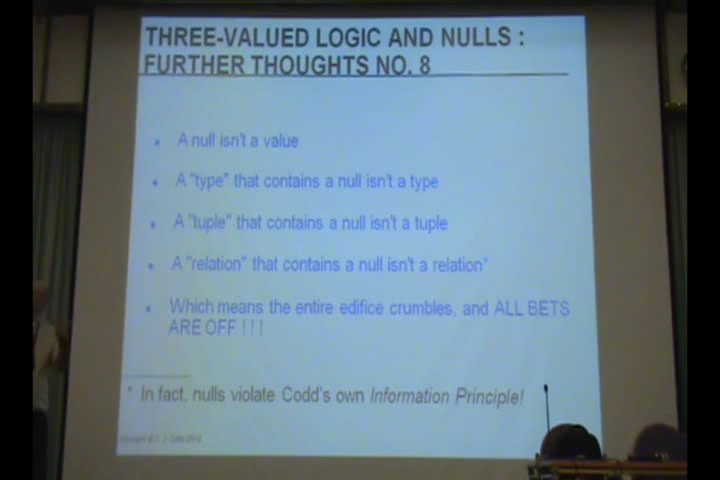 THREE-VALUED LOGIC AND NULLS :
FURTHER THOUGHTS NO. 8
• A null isn't a value
• A "type" that contains a null isn't a type
• A "tuple" that contains a null isn't a tuple
• A "relation" that contains a null isn't a relation*
• Which means the entire edifice crumbles, and ALL BETS
ARE OFF ! ! !
* In fact, nulls violate Codd's own Information Principle!